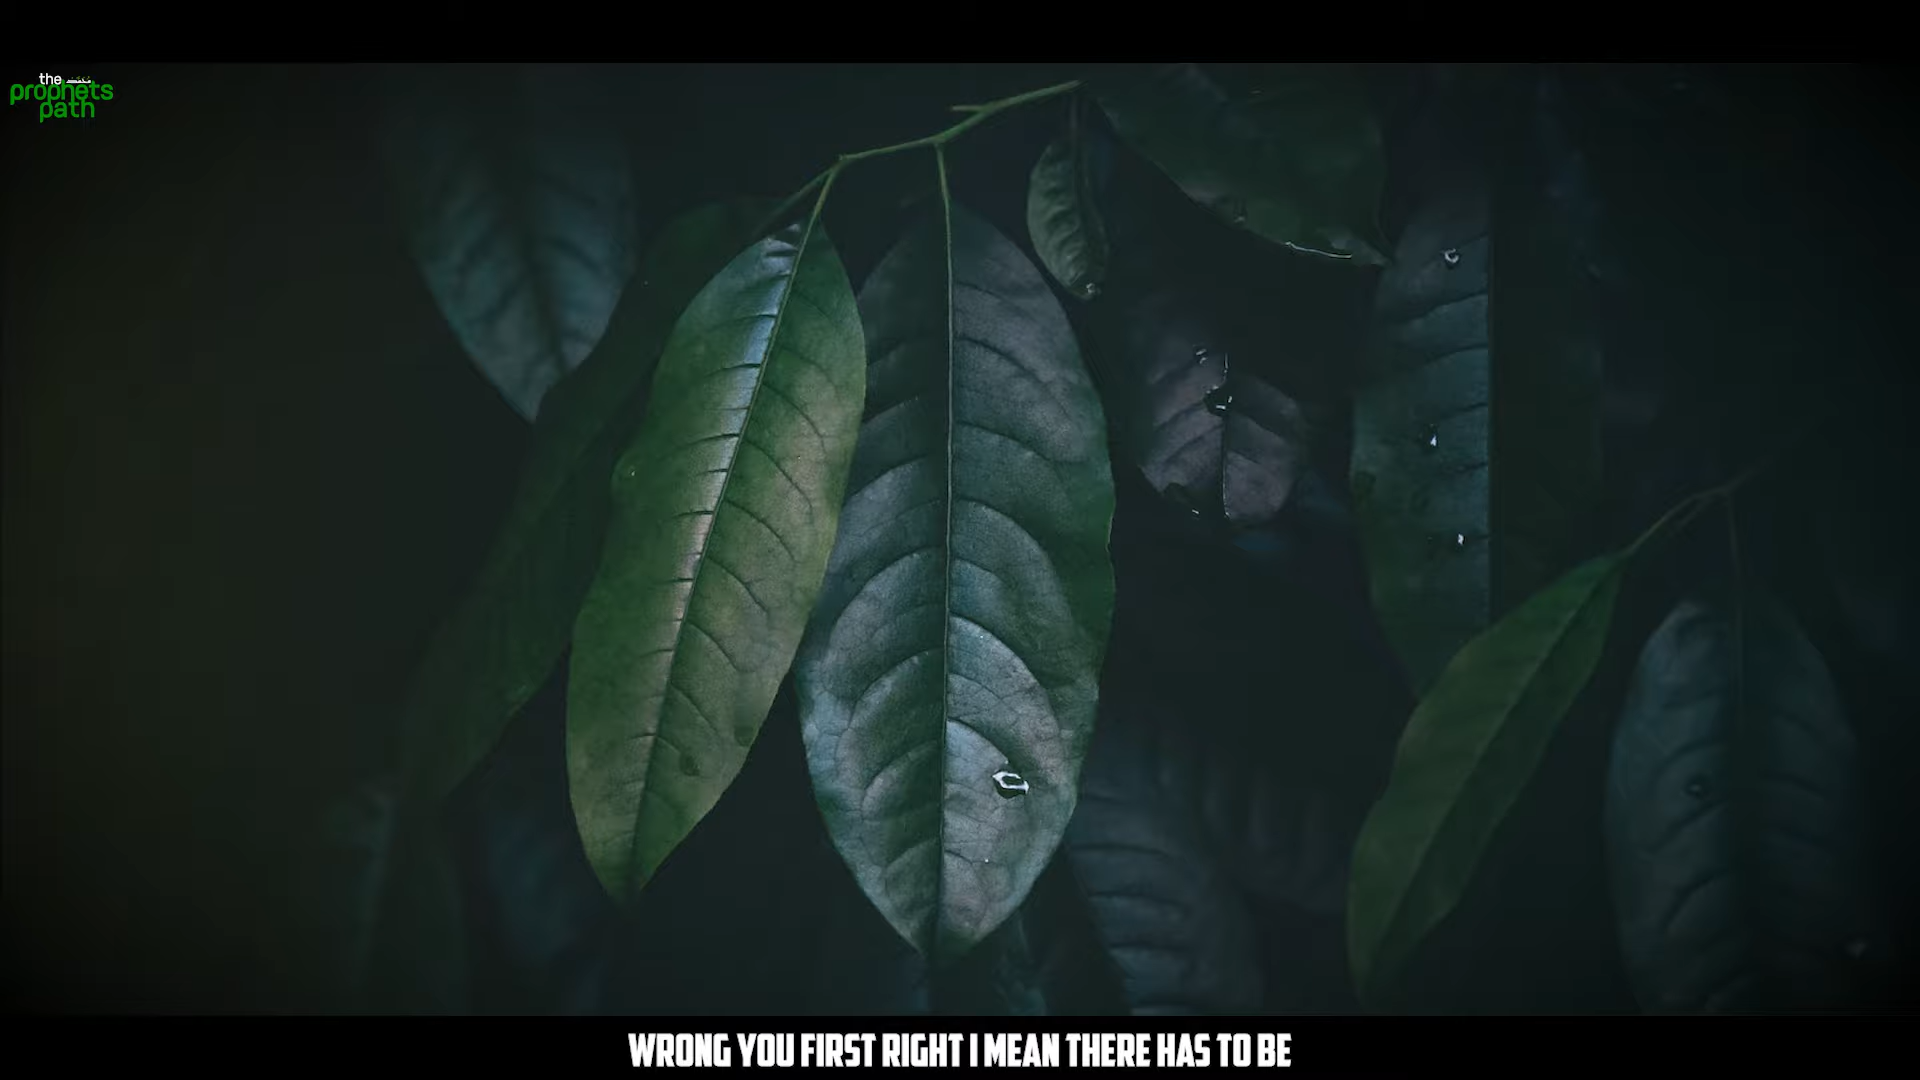 the
prophets
path
WRONG YOU FIRST RIGHT I MEAN THERE HAS TO BE